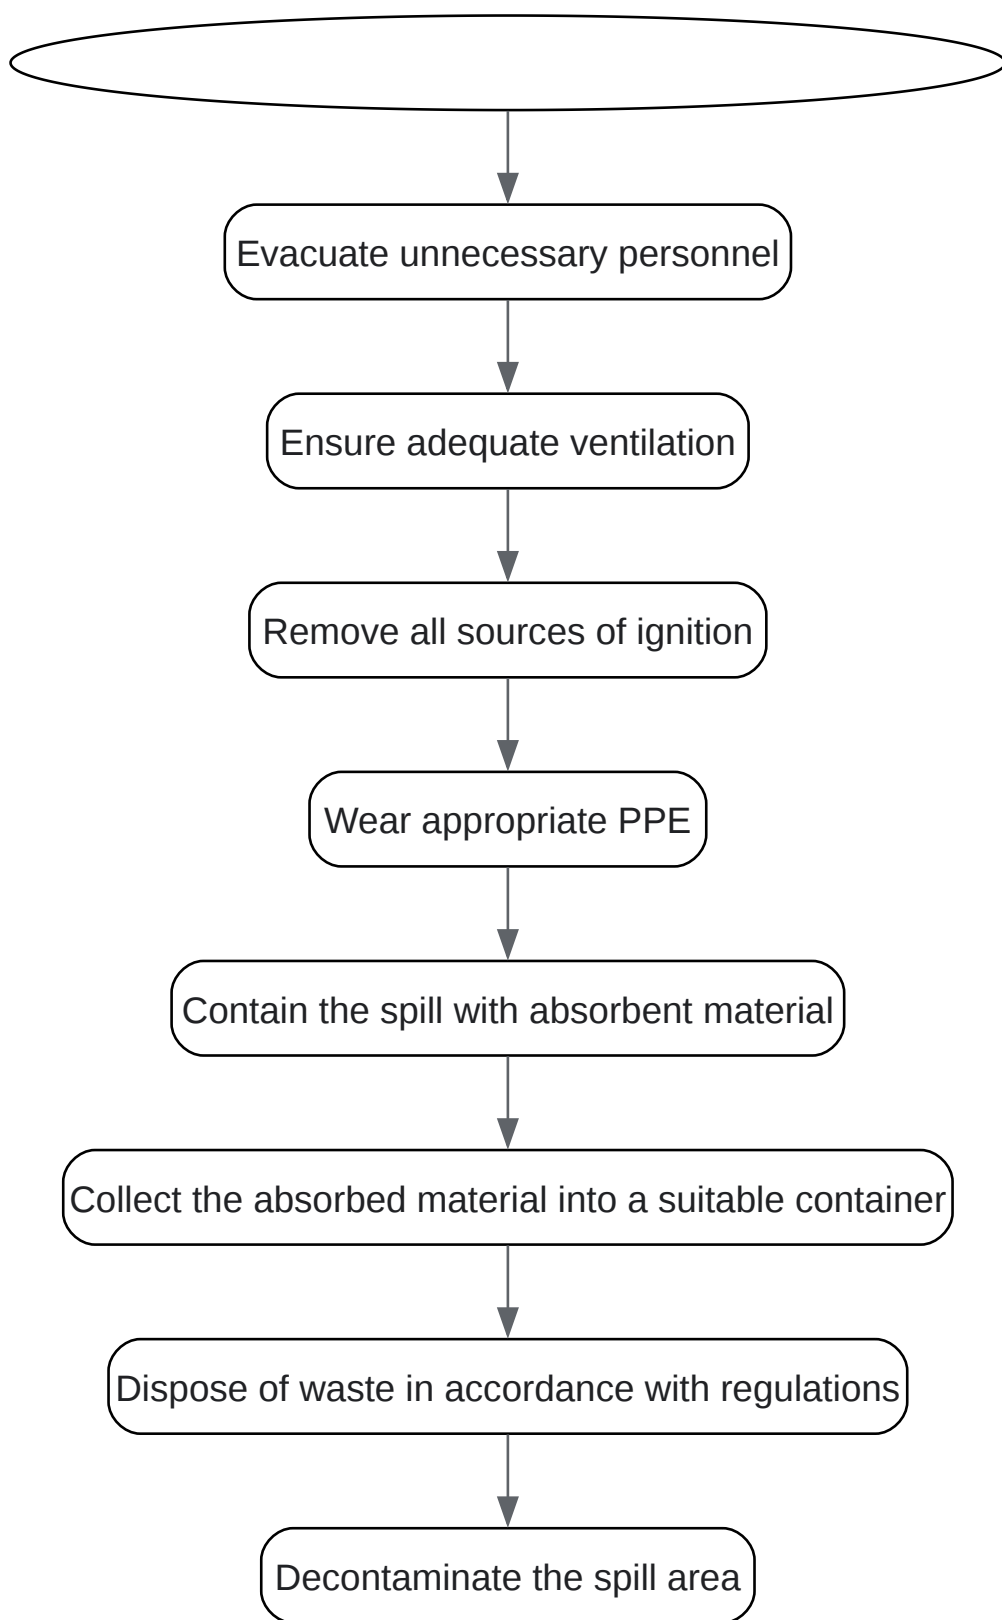 Evacuate unnecessary personnel
Ensure adequate ventilation
Remove all sources of ignition
Wear appropriate PPE
Contain the spill with absorbent material
Collect the absorbed material into a suitable container
Dispose of waste in accordance with regulations
Decontaminate the spill area